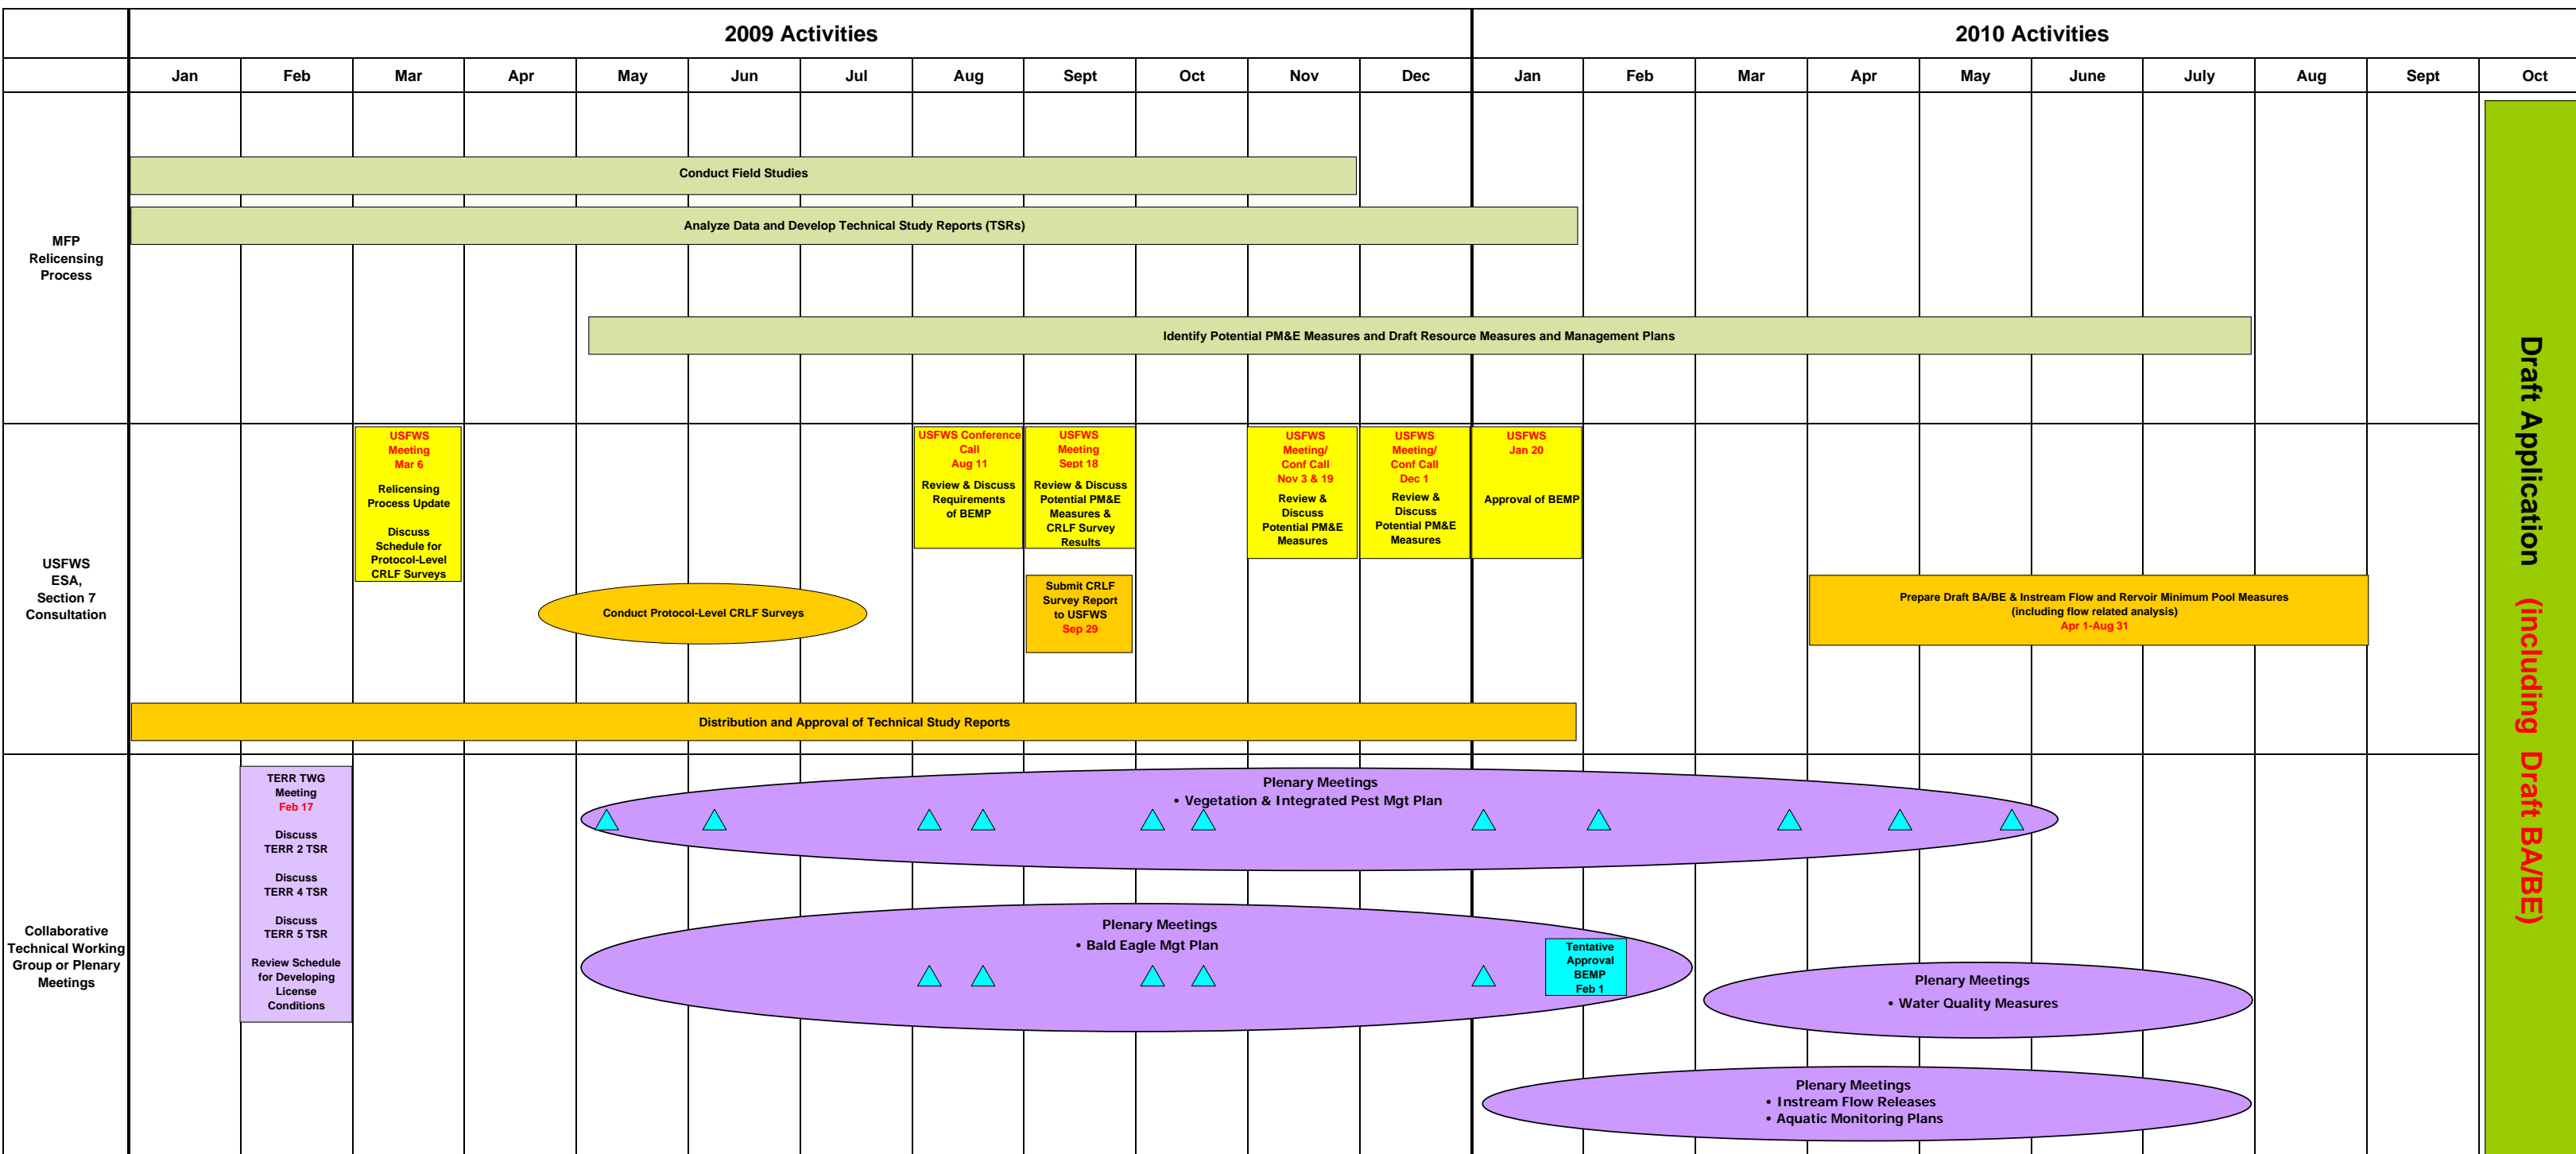 2009 Activities
2010 Activities
Jan
Feb
Mar
Apr
May
Jun
Jul
Aug
Sept
Oct
Nov
Dec
Jan
Feb
Mar
Apr
May
June
July
Aug
Sept
Oct
MFP
Relicensing
Process
Conduct Field Studies
Analyze Data and Develop Technical Study Reports (TSRs)
Identify Potential PM&E Measures and Draft Resource Measures and Management Plans
USFWS
ESA,
Section 7
Consultation
USFWS
Meeting
Mar 6
Relicensing
Process Update
Discuss
Schedule for
Protocol-Level
CRLF Surveys
USFWS Conference
Call
Aug 11
Review & Discuss
Requirements
of BEMP
USFWS
Meeting
Sept 18
Review & Discuss
Potential PM&E
Measures &
CRLF Survey
Results
USFWS
Meeting/
Conf Call
Nov 3 & 19
Review &
Discuss
Potential PM&E
Measures
USFWS
Meeting/
Conf Call
Dec 1
Review &
Discuss
Potential PM&E
Measures
USFWS
Jan 20
Approval of BEMP
Conduct Protocol-Level CRLF Surveys
Submit CRLF
Survey Report
to USFWS
Sep 29
Prepare Draft BA/BE & Instream Flow and Rervoir Minimum Pool Measures
(including flow related analysis)
Apr 1-Aug 31
Distribution and Approval of Technical Study Reports
Collaborative
Technical Working
Group or Plenary
Meetings
TERR TWG
Meeting
Feb 17
Discuss
TERR 2 TSR
Discuss
TERR 4 TSR
Discuss
TERR 5 TSR
Review Schedule
for Developing
License
Conditions
Plenary Meetings
• Vegetation & Integrated Pest Mgt Plan
Plenary Meetings
• Bald Eagle Mgt Plan
Tentative
Approval
BEMP
Feb 1
Plenary Meetings
• Water Quality Measures
Plenary Meetings
• Instream Flow Releases
• Aquatic Monitoring Plans
Draft Application (including Draft BA/BE)